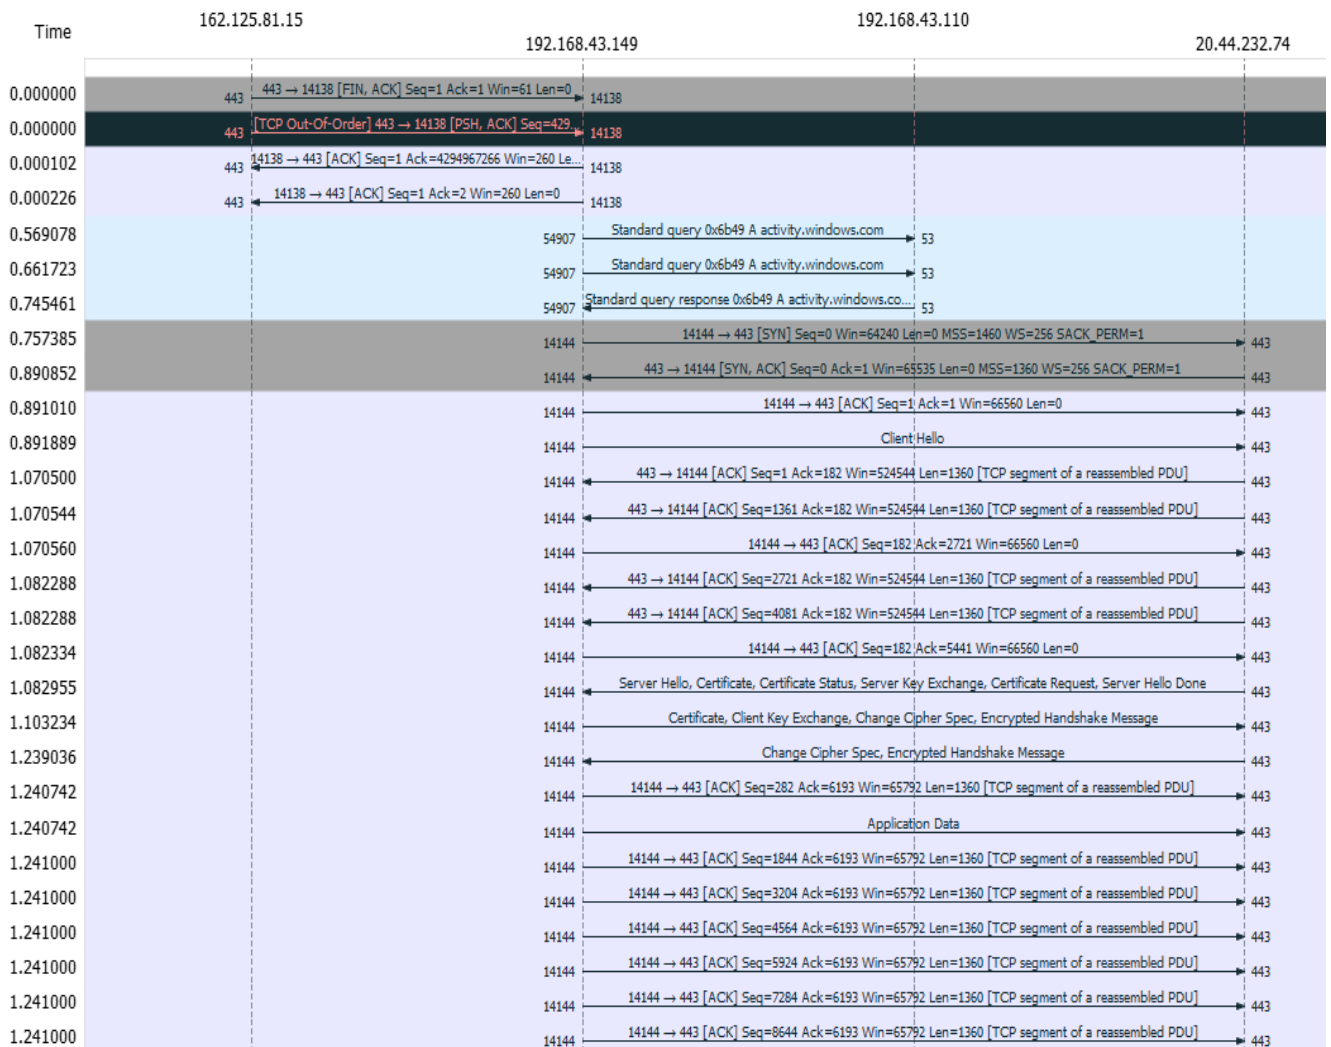 162.125.81.15 192.168.43.110
Time
192.168.43.149 20.44.232.74
0.000000 443 443 → 14138 [FIN, ACK] Seq=1 Ack=1 Win=61 Len=0 14138
0.000000 443 [TCP Out-Of-Order] 443 → 14138 [PSH, ACK] Seq=429... 14138
0.000102 443 14138 → 443 [ACK] Seq=1 Ack=4294967266 Win=260 Le... 14138
0.000226 443 14138 → 443 [ACK] Seq=1 Ack=2 Win=260 Len=0 14138
0.569078 54907 Standard query 0x6b49 A activity.windows.com 53
0.661723 54907 Standard query 0x6b49 A activity.windows.com 53
0.745461 54907 Standard query response 0x6b49 A activity.windows.co... 53
0.757385 14144 14144 → 443 [SYN] Seq=0 Win=64240 Len=0 MSS=1460 WS=256 SACK_PERM=1 443
0.890852 14144 443 → 14144 [SYN, ACK] Seq=0 Ack=1 Win=65535 Len=0 MSS=1360 WS=256 SACK_PERM=1 443
0.891010 14144 14144 → 443 [ACK] Seq=1 Ack=1 Win=66560 Len=0 443
0.891889 14144 Client Hello 443
1.070500 14144 443 → 14144 [ACK] Seq=1 Ack=182 Win=524544 Len=1360 [TCP segment of a reassembled PDU] 443
1.070544 14144 443 → 14144 [ACK] Seq=1361 Ack=182 Win=524544 Len=1360 [TCP segment of a reassembled PDU] 443
1.070560 14144 14144 → 443 [ACK] Seq=182 Ack=2721 Win=66560 Len=0 443
1.082288 14144 443 → 14144 [ACK] Seq=2721 Ack=182 Win=524544 Len=1360 [TCP segment of a reassembled PDU] 443
1.082288 14144 443 → 14144 [ACK] Seq=4081 Ack=182 Win=524544 Len=1360 [TCP segment of a reassembled PDU] 443
1.082334 14144 14144 → 443 [ACK] Seq=182 Ack=5441 Win=66560 Len=0 443
1.082955 14144 Server Hello, Certificate, Certificate Status, Server Key Exchange, Certificate Request, Server Hello Done 443
1.103234 14144 Certificate, Client Key Exchange, Change Cipher Spec, Encrypted Handshake Message 443
1.239036 14144 Change Cipher Spec, Encrypted Handshake Message 443
1.240742 14144 14144 → 443 [ACK] Seq=282 Ack=6193 Win=65792 Len=1360 [TCP segment of a reassembled PDU] 443
1.240742 14144 Application Data 443
1.241000 14144 14144 → 443 [ACK] Seq=1844 Ack=6193 Win=65792 Len=1360 [TCP segment of a reassembled PDU] 443
1.241000 14144 14144 → 443 [ACK] Seq=3204 Ack=6193 Win=65792 Len=1360 [TCP segment of a reassembled PDU] 443
1.241000 14144 14144 → 443 [ACK] Seq=4564 Ack=6193 Win=65792 Len=1360 [TCP segment of a reassembled PDU] 443
1.241000 14144 14144 → 443 [ACK] Seq=5924 Ack=6193 Win=65792 Len=1360 [TCP segment of a reassembled PDU] 443
1.241000 14144 14144 → 443 [ACK] Seq=7284 Ack=6193 Win=65792 Len=1360 [TCP segment of a reassembled PDU] 443
1.241000 14144 14144 → 443 [ACK] Seq=8644 Ack=6193 Win=65792 Len=1360 [TCP segment of a reassembled PDU] 443